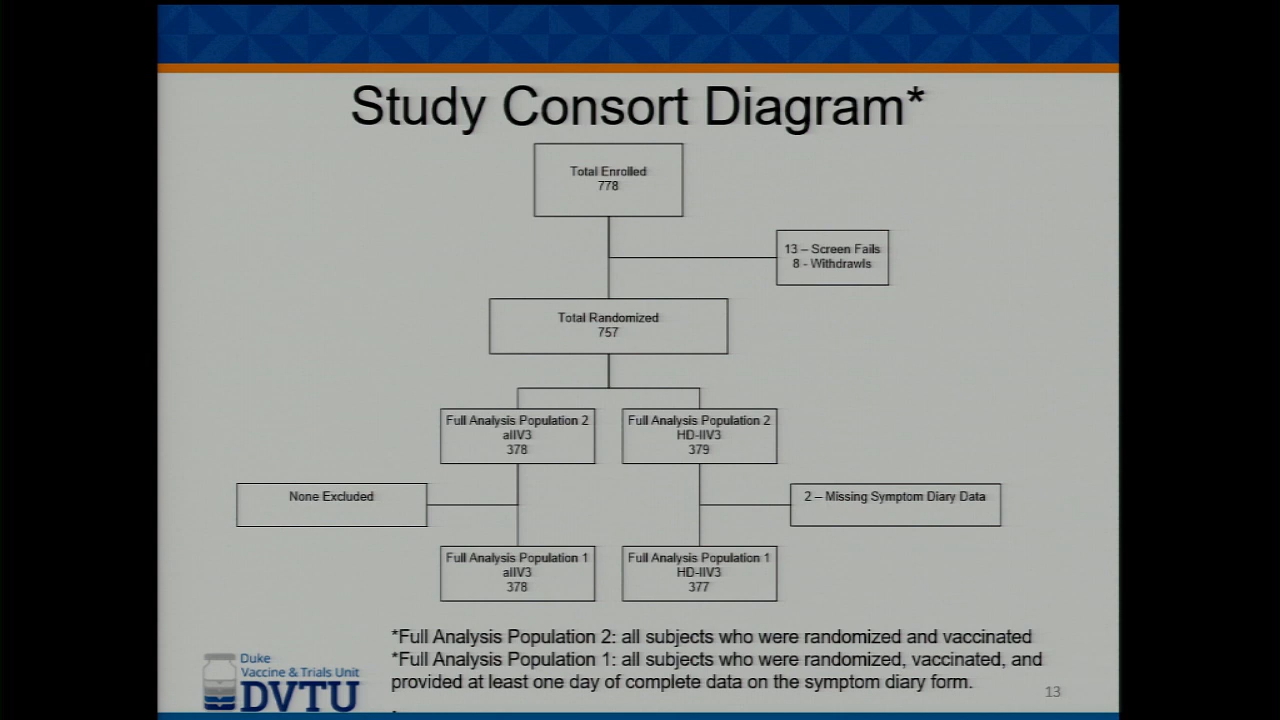 Study Consort Diagram*
Total Enrolled
778
13 – Screen Fails
8 - Withdrawls
Total Randomized
757
Full Analysis Population 2
aIIV3
378
Full Analysis Population 2
HD-IIV3
379
None Excluded
2 – Missing Symptom Diary Data
Full Analysis Population 1
aIIV3
378
Full Analysis Population 1
HD-IIV3
377
*Full Analysis Population 2: all subjects who were randomized and vaccinated
*Full Analysis Population 1: all subjects who were randomized, vaccinated, and
provided at least one day of complete data on the symptom diary form.
.
Duke
Vaccine & Trials Unit
DVTU
13